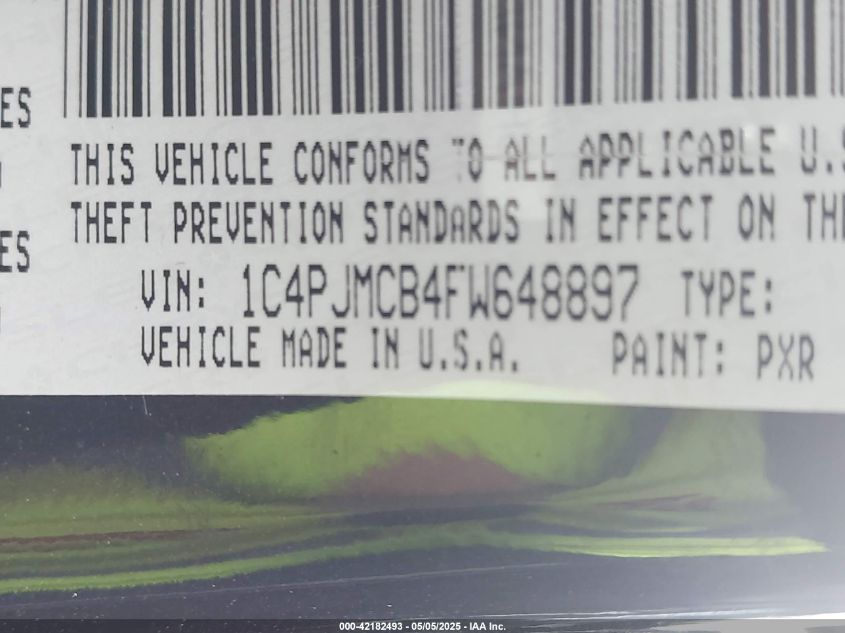 ES
THIS VEHICLE CONFORMS TO ALL APPLICABLE U.S
THEFT PREVENTION STANDARDS IN EFFECT ON THE
ES
VIN: 1C4PJMCB4FW648897 TYPE:
VEHICLE MADE IN U.S.A. PAINT: PXR
000-42182493 - 05/05/2025 - IAA Inc.